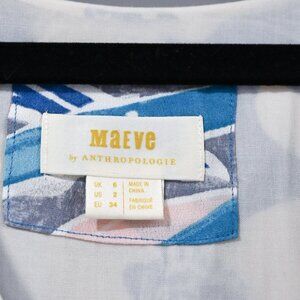 MAEVE
by ANTHROPOLOGIE
UK 6 MADE IN
US 2 CHINA.
EU 34 FABRIQUÉ
EN CHINE